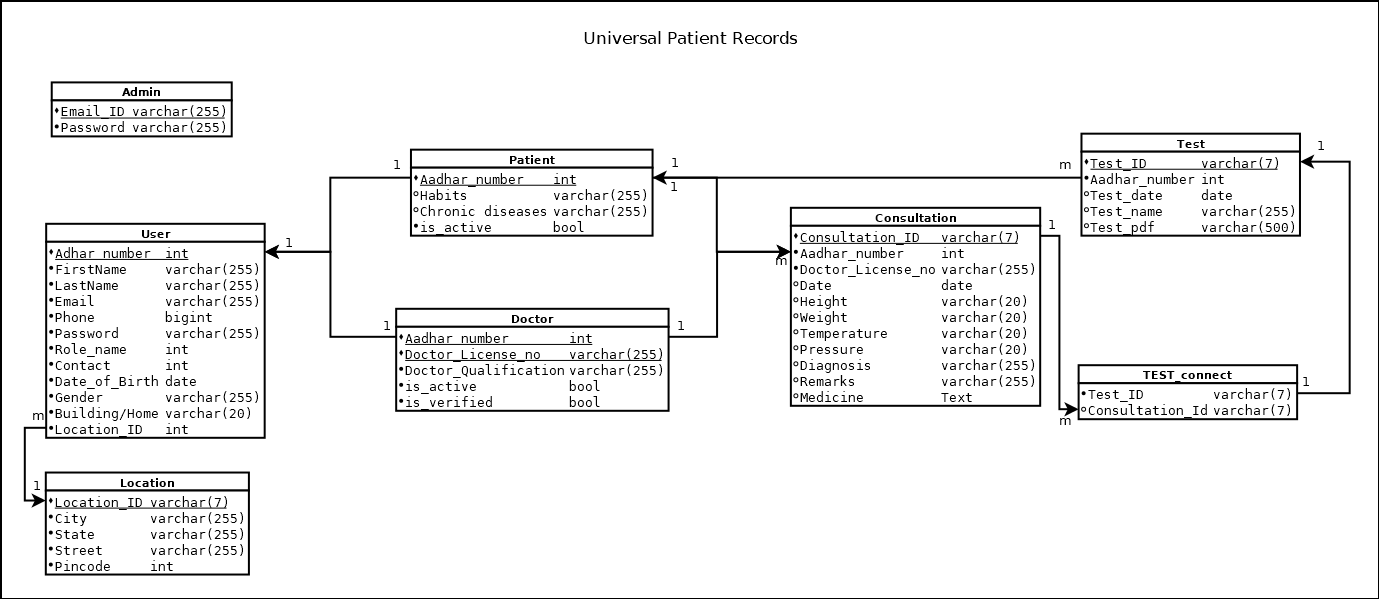 Universal Patient Records
Admin
Email_ID varchar(255)
Password varchar(255)
User
Adhar_number int
FirstName varchar(255)
LastName varchar(255)
Email varchar(255)
Phone bigint
Password varchar(255)
Role_name int
Contact int
Date_of_Birth date
Gender varchar(255)
Building/Home varchar(20)
Location_ID int
m
1
1
Location
Location_ID varchar(7)
City varchar(255)
State varchar(255)
Street varchar(255)
Pincode int
1
Patient
Aadhar_number int
Habits varchar(255)
Chronic diseases varchar(255)
is_active bool
1
1
1
Doctor
Aadhar_number int
Doctor_License_no varchar(255)
Doctor_Qualification varchar(255)
is_active bool
is_verified bool
1
m
Consultation
Consultation_ID varchar(7)
Aadhar_number int
Doctor_License_no varchar(255)
Date date
Height varchar(20)
Weight varchar(20)
Temperature varchar(20)
Pressure varchar(20)
Diagnosis varchar(255)
Remarks varchar(255)
Medicine Text
1
m
Test
Test_ID varchar(7)
Aadhar_number int
Test_date date
Test_name varchar(255)
Test_pdf varchar(500)
1
TEST_connect
Test_ID varchar(7)
Consultation_Id varchar(7)
1
m